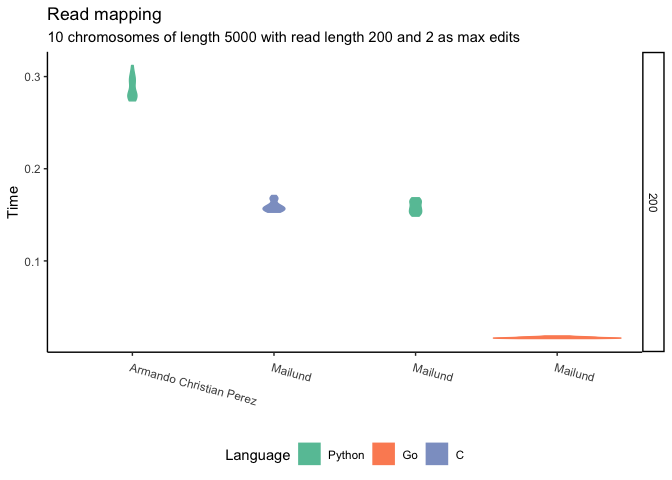 Read mapping
10 chromosomes of length 5000 with read length 200 and 2 as max edits
Time
0.3
0.2
0.1
200
Armando Christian Perez
Mailund
Mailund
Mailund
Language Python Go C